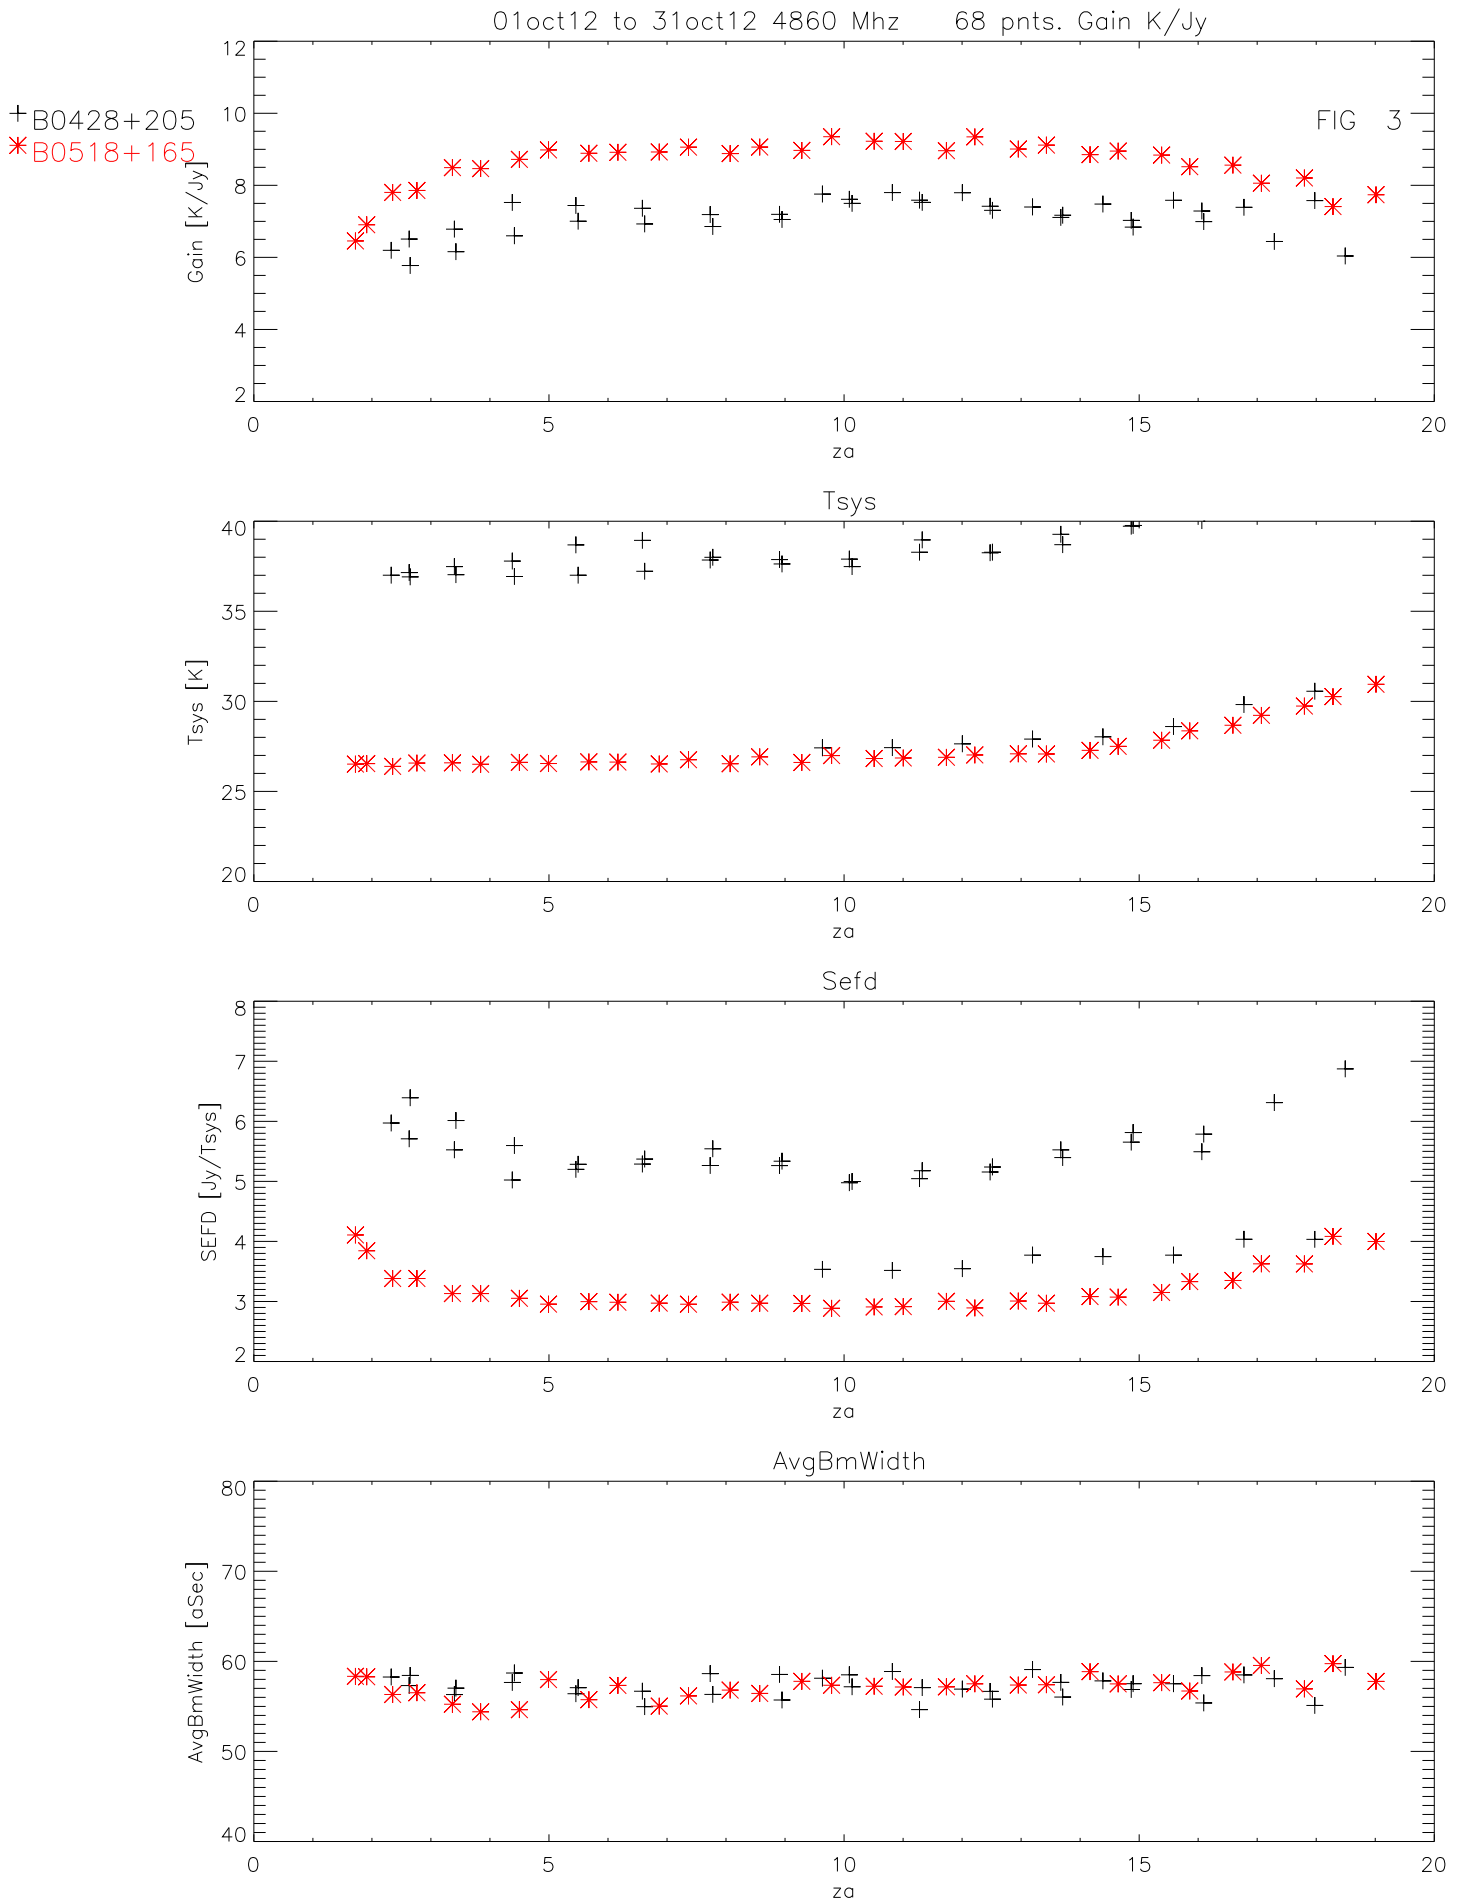 01oct12 to 31oct12 4860 Mhz 68 pnts. Gain K/Jy
+ B0428+205
* B0518+165
FIG 3
Gain [K/Jy]
12
10
8
6
4
2
0 5 10 15 20
za
Tsys
Tsys [K]
40
35
30
25
20
0 5 10 15 20
za
Sefd
SEFD [Jy/Tsys]
8
7
6
5
4
3
2
0 5 10 15 20
za
AvgBmWidth
AvgBmWidth [aSec]
80
70
60
50
40
0 5 10 15 20
za